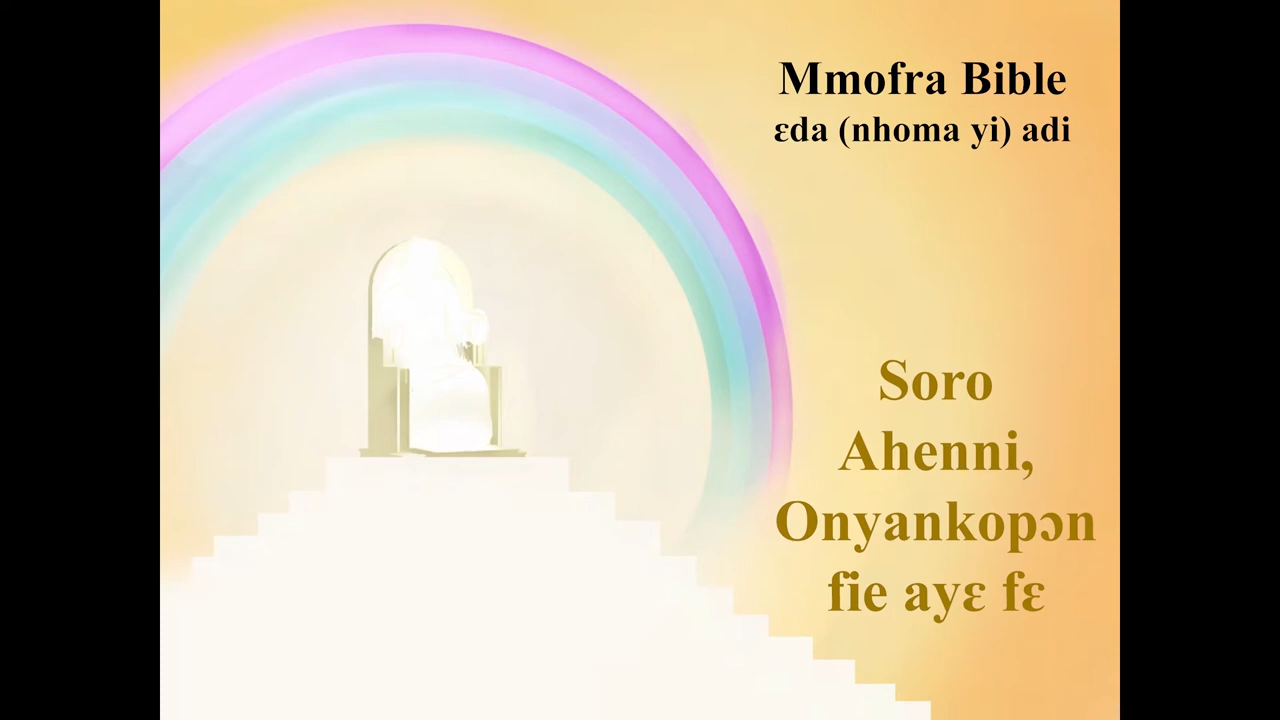 Mmofra Bible
ɛda (nhoma yi) adi
Soro
Ahenni,
Onyankopɔn
fie ayɛ fɛ